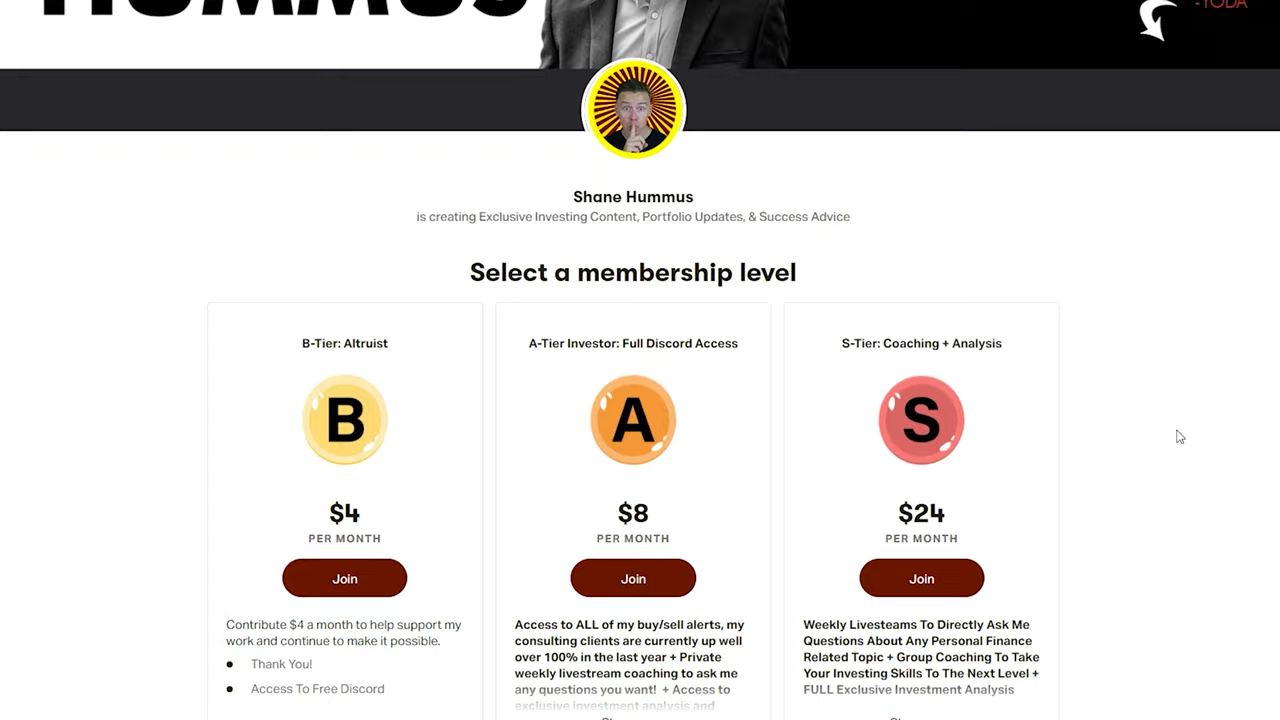 HUMMUS
-YODA
Shane Hummus
is creating Exclusive Investing Content, Portfolio Updates, & Success Advice
Select a membership level
B-Tier: Altruist
B
$4
PER MONTH
Join
Contribute $4 a month to help support my
work and continue to make it possible.
Thank You!
Access To Free Discord
A-Tier Investor: Full Discord Access
A
$8
PER MONTH
Join
Access to ALL of my buy/sell alerts, my
consulting clients are currently up well
over 100% in the last year + Private
weekly livestream coaching to ask me
any questions you want! + Access to
exclusive investment analysis and
S-Tier: Coaching + Analysis
S
$24
PER MONTH
Join
Weekly Livesteams To Directly Ask Me
Questions About Any Personal Finance
Related Topic + Group Coaching To Take
Your Investing Skills To The Next Level +
FULL Exclusive Investment Analysis